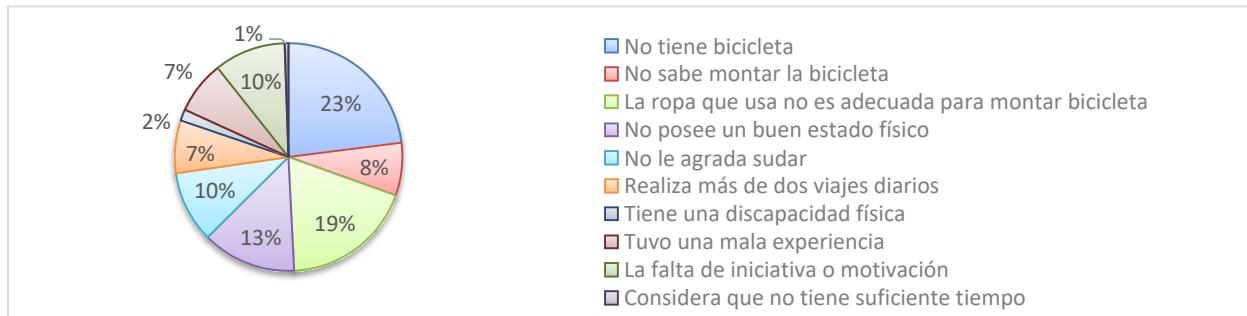 1%
7%
10%
23%
2%
7%
8%
10%
19%
13%
No tiene bicicleta
No sabe montar la bicicleta
La ropa que usa no es adecuada para montar bicicleta
No posee un buen estado físico
No le agrada sudar
Realiza más de dos viajes diarios
Tiene una discapacidad física
Tuvo una mala experiencia
La falta de iniciativa o motivación
Considera que no tiene suficiente tiempo